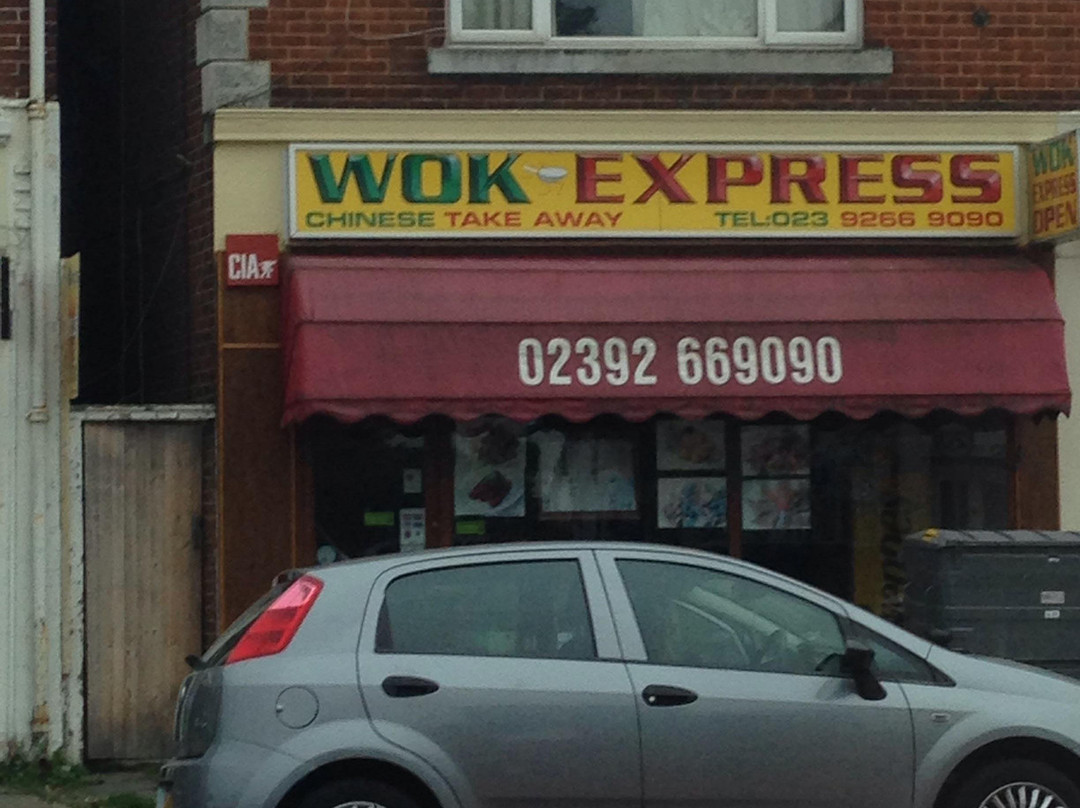 WOK EXPRESS
CHINESE TAKE AWAY TEL:023 9266 9090
WOK
EXPRESS
OPEN
CIA
02392 669090